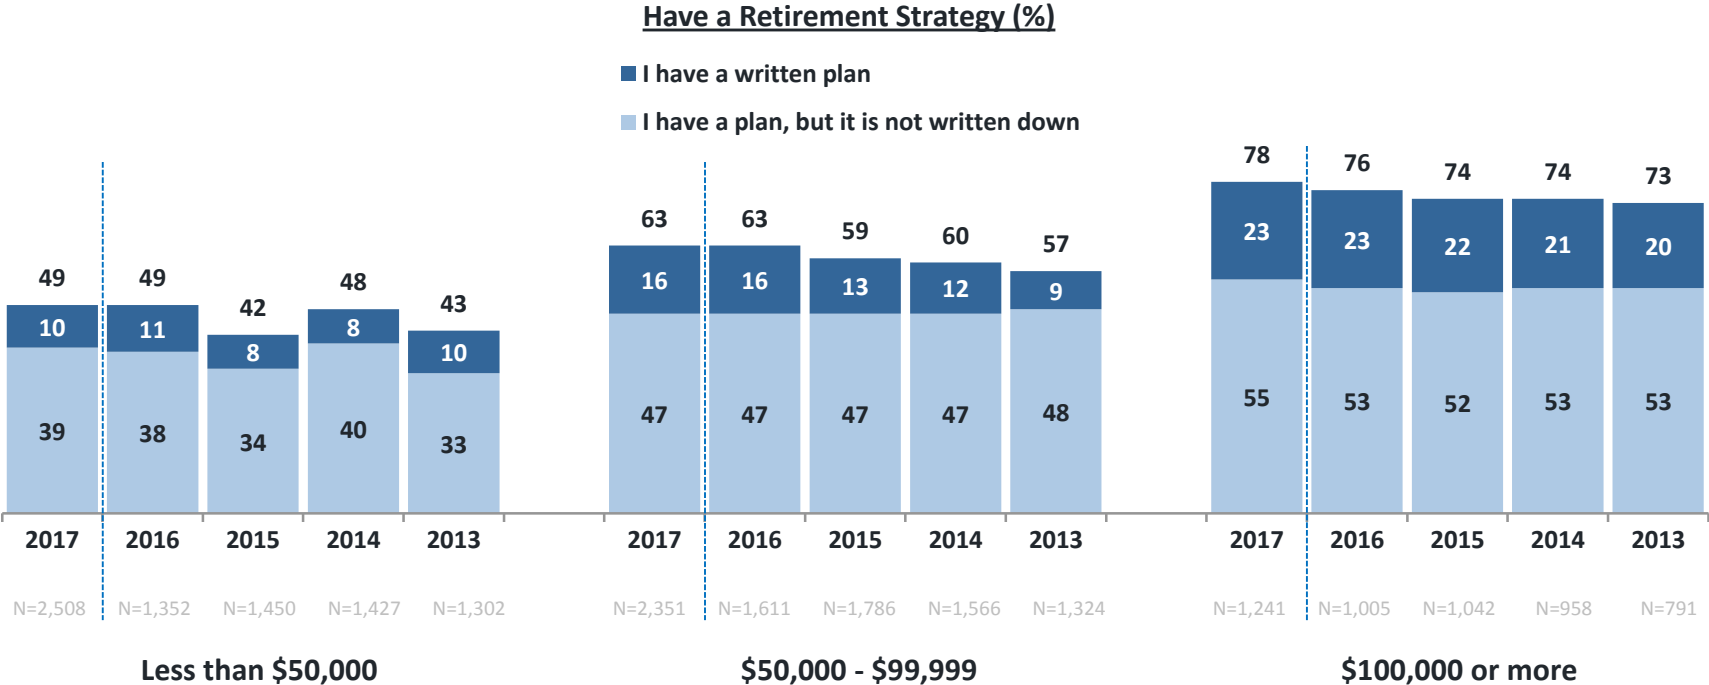 Have a Retirement Strategy (%)
I have a written plan
I have a plan, but it is not written down
49 49 42 48 43
10 11 8 8 10
39 38 34 40 33
63 63 59 60 57
16 16 13 12 9
47 47 47 47 48
78 76 74 74 73
23 23 22 21 20
55 53 52 53 53
2017 2016 2015 2014 2013 2017 2016 2015 2014 2013 2017 2016 2015 2014 2013
N=2,508 N=1,352 N=1,450 N=1,427 N=1,302 N=2,351 N=1,611 N=1,786 N=1,566 N=1,324 N=1,241 N=1,005 N=1,042 N=958 N=791
Less than $50,000 $50,000 - $99,999 $100,000 or more